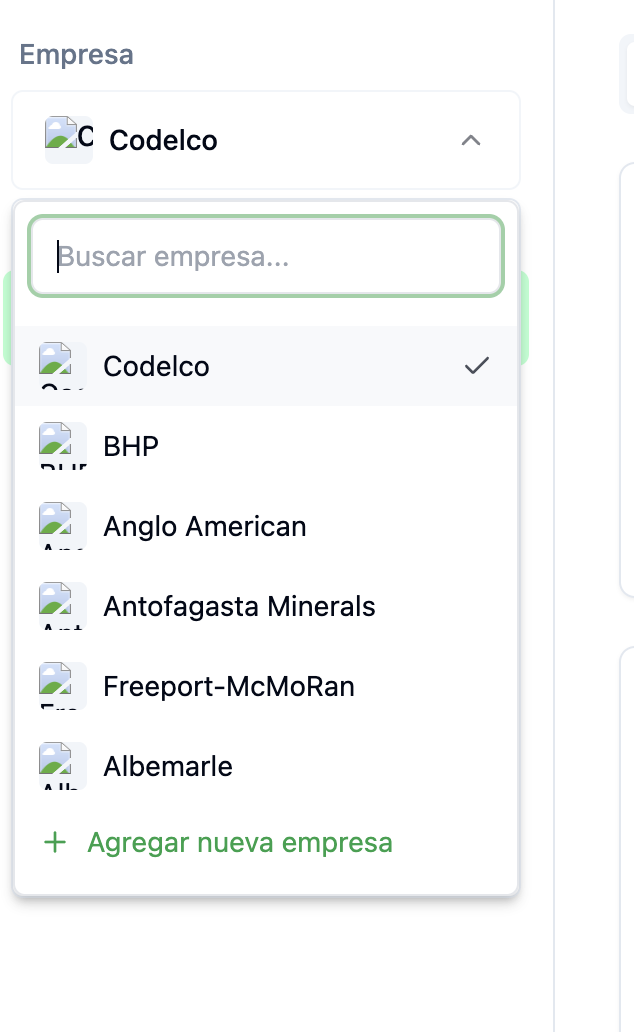 Empresa
Codelco
Buscar empresa...
Codelco
BHP
Anglo American
Antofagasta Minerals
Freeport-McMoRan
Albemarle
+ Agregar nueva empresa